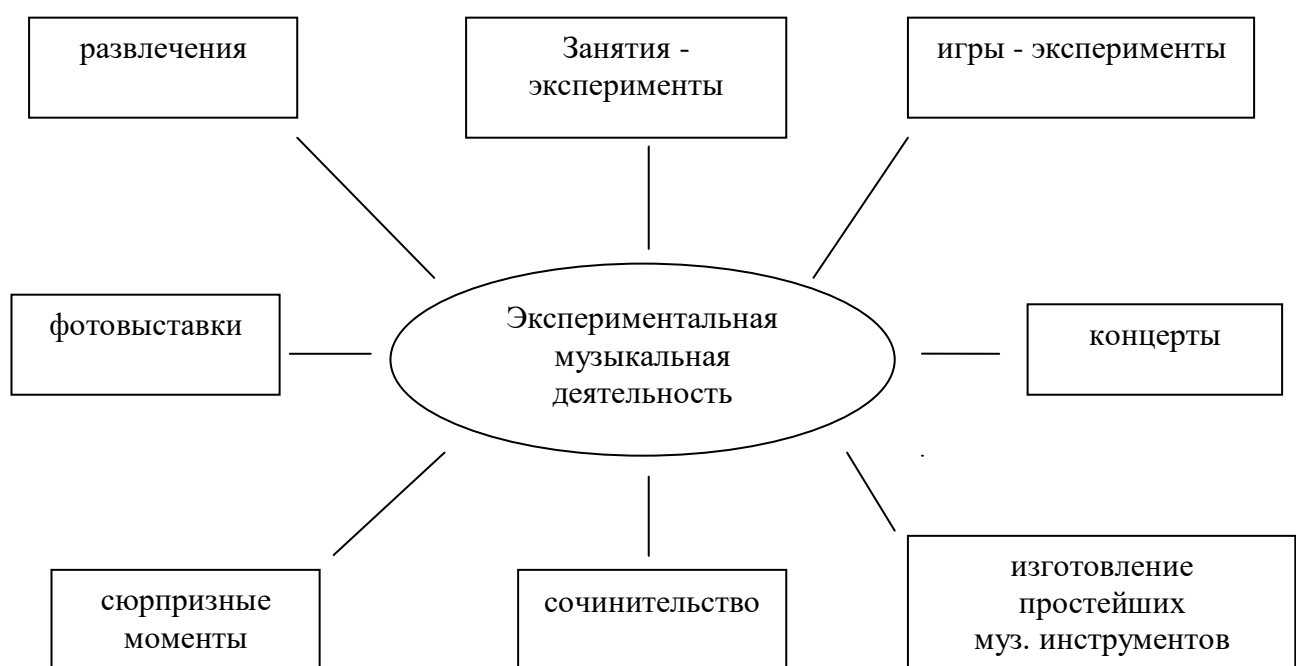 развлечения
Занятия -
эксперименты
игры - эксперименты
фотовыставки
Экспериментальная
музыкальная
деятельность
концерты
сюрпризные
моменты
сочинительство
изготовление
простейших
муз. инструментов